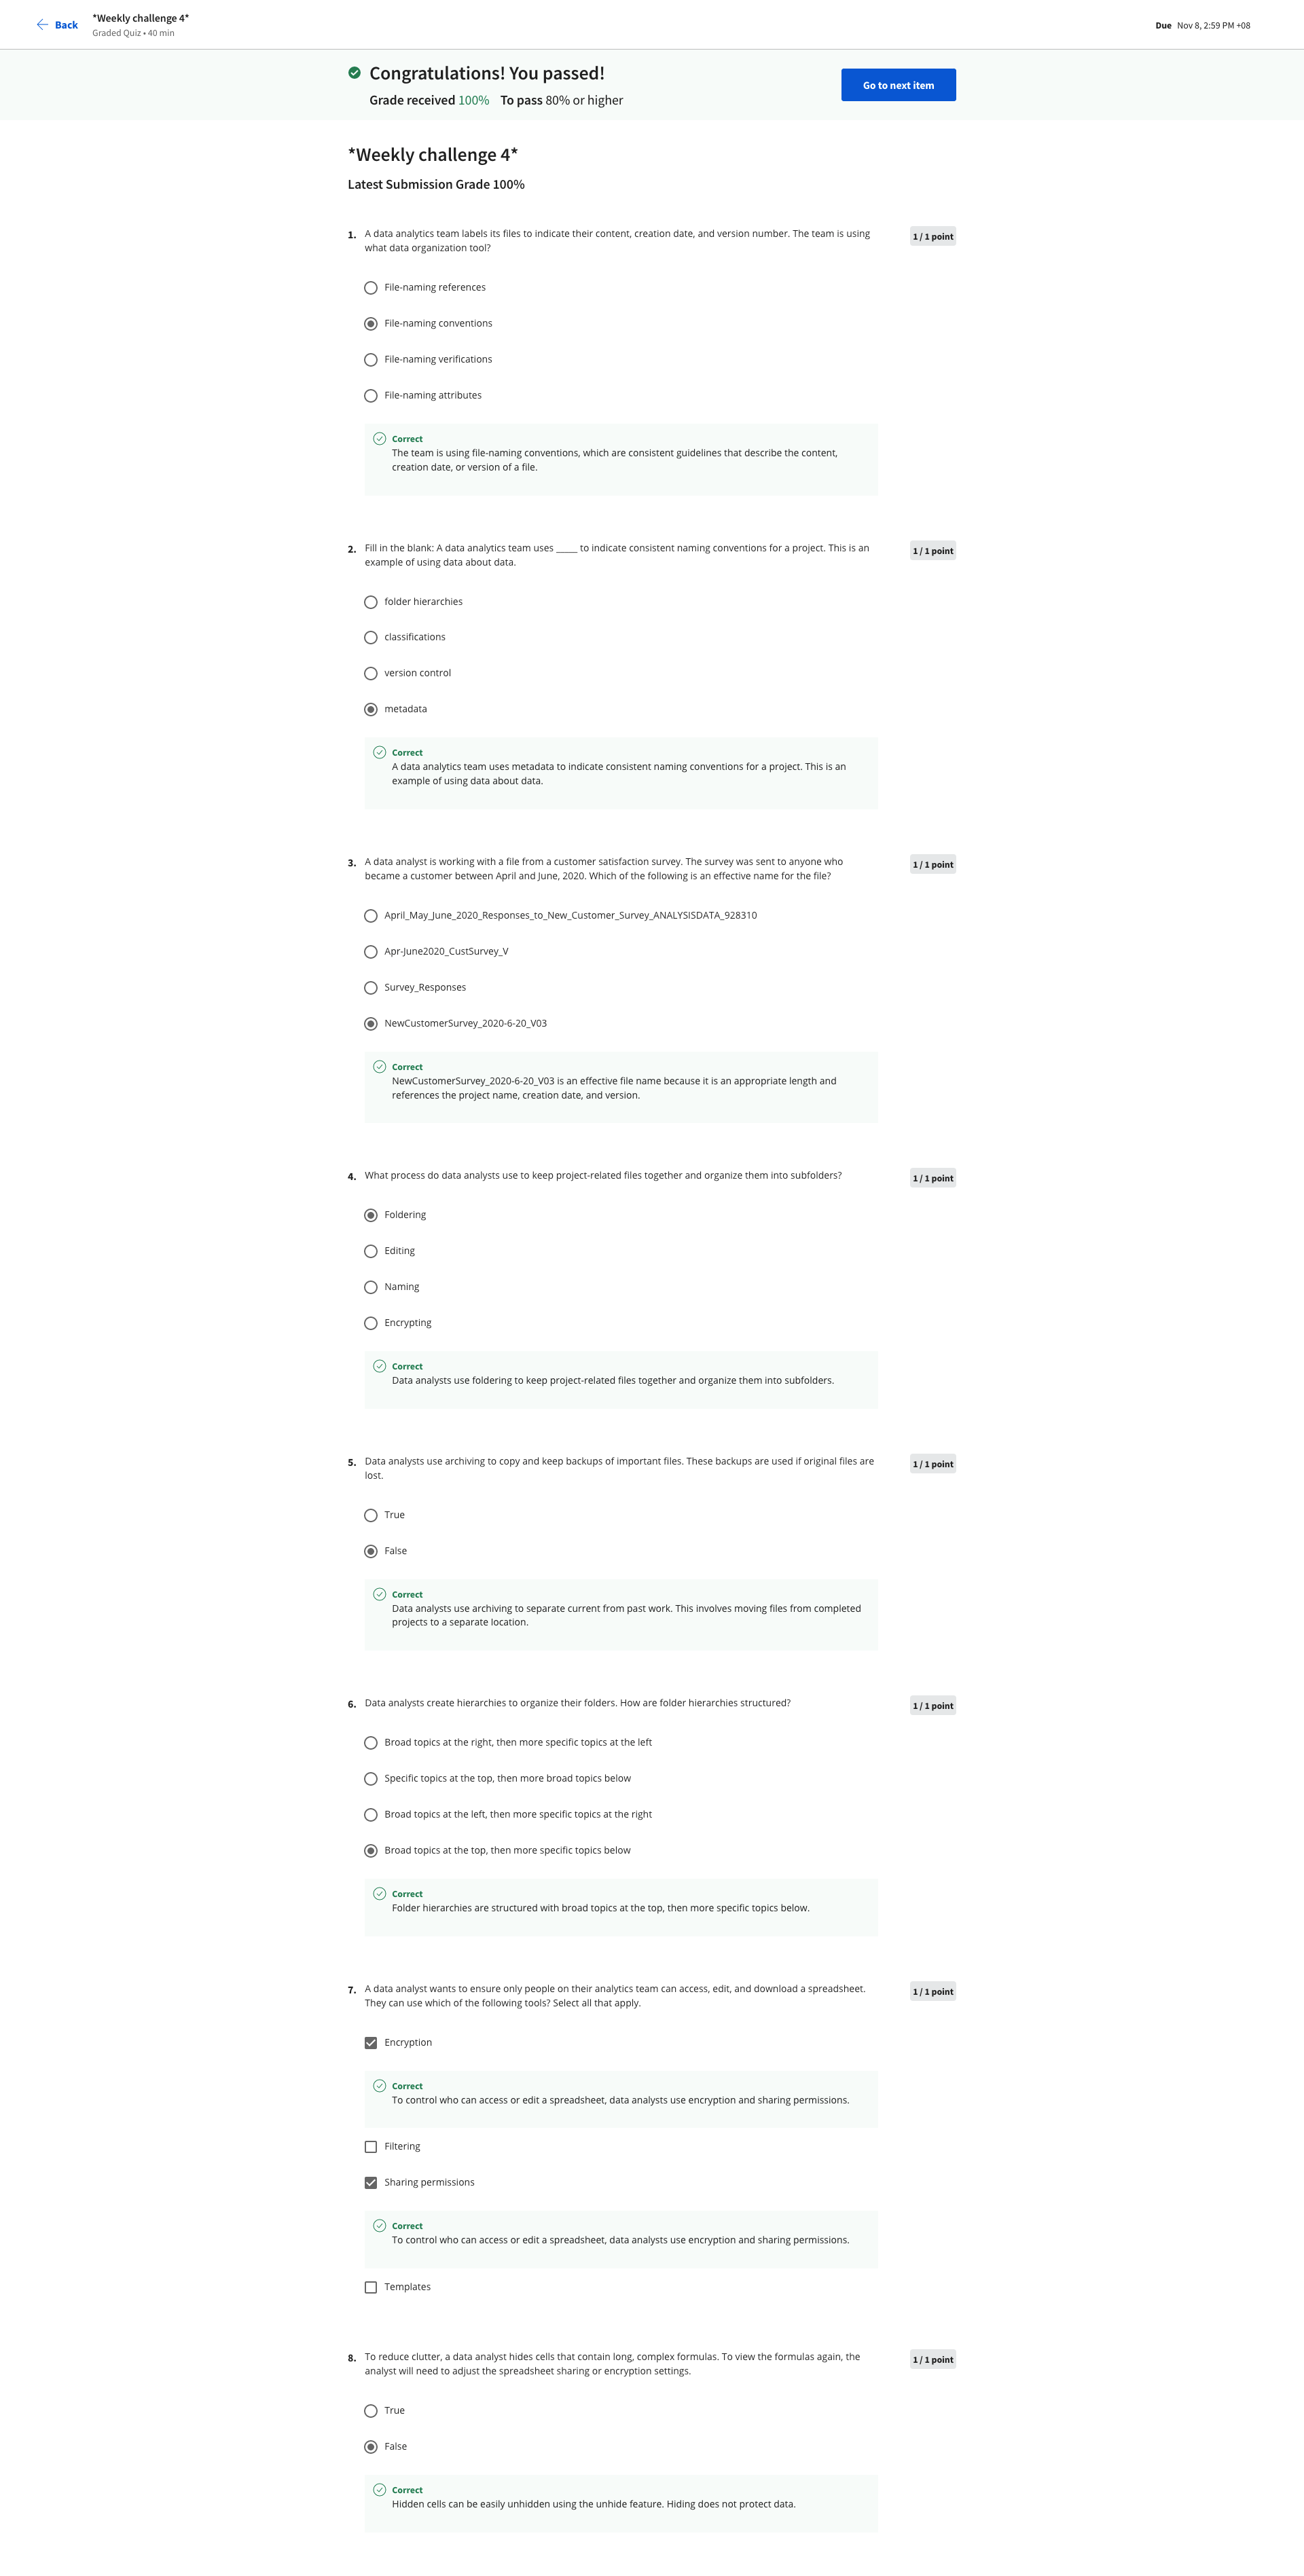 Back
*Weekly challenge 4*
Graded Quiz • 40 min
Due Nov 8, 2:59 PM +08
Congratulations! You passed!
Grade received 100% To pass 80% or higher
Go to next item
*Weekly challenge 4*
Latest Submission Grade 100%
1. A data analytics team labels its files to indicate their content, creation date, and version number. The team is using
what data organization tool?
1 / 1 point
File-naming references
File-naming conventions
File-naming verifications
File-naming attributes
Correct
The team is using file-naming conventions, which are consistent guidelines that describe the content,
creation date, or version of a file.
2. Fill in the blank: A data analytics team uses _____ to indicate consistent naming conventions for a project. This is an
example of using data about data.
1 / 1 point
folder hierarchies
classifications
version control
metadata
Correct
A data analytics team uses metadata to indicate consistent naming conventions for a project. This is an
example of using data about data.
3. A data analyst is working with a file from a customer satisfaction survey. The survey was sent to anyone who
became a customer between April and June, 2020. Which of the following is an effective name for the file?
1 / 1 point
April_May_June_2020_Responses_to_New_Customer_Survey_ANALYSISDATA_928310
Apr-June2020_CustSurvey_V
Survey_Responses
NewCustomerSurvey_2020-6-20_V03
Correct
NewCustomerSurvey_2020-6-20_V03 is an effective file name because it is an appropriate length and
references the project name, creation date, and version.
4. What process do data analysts use to keep project-related files together and organize them into subfolders?
1 / 1 point
Foldering
Editing
Naming
Encrypting
Correct
Data analysts use foldering to keep project-related files together and organize them into subfolders.
5. Data analysts use archiving to copy and keep backups of important files. These backups are used if original files are
lost.
1 / 1 point
True
False
Correct
Data analysts use archiving to separate current from past work. This involves moving files from completed
projects to a separate location.
6. Data analysts create hierarchies to organize their folders. How are folder hierarchies structured?
1 / 1 point
Broad topics at the right, then more specific topics at the left
Specific topics at the top, then more broad topics below
Broad topics at the left, then more specific topics at the right
Broad topics at the top, then more specific topics below
Correct
Folder hierarchies are structured with broad topics at the top, then more specific topics below.
7. A data analyst wants to ensure only people on their analytics team can access, edit, and download a spreadsheet.
They can use which of the following tools? Select all that apply.
1 / 1 point
Encryption
Correct
To control who can access or edit a spreadsheet, data analysts use encryption and sharing permissions.
Filtering
Sharing permissions
Correct
To control who can access or edit a spreadsheet, data analysts use encryption and sharing permissions.
Templates
8. To reduce clutter, a data analyst hides cells that contain long, complex formulas. To view the formulas again, the
analyst will need to adjust the spreadsheet sharing or encryption settings.
1 / 1 point
True
False
Correct
Hidden cells can be easily unhidden using the unhide feature. Hiding does not protect data.